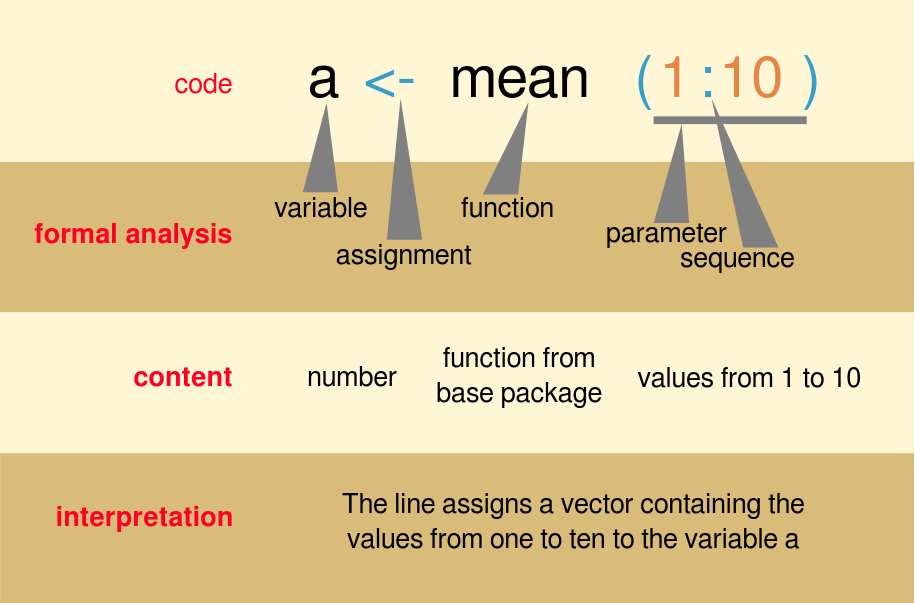 code a <- mean (1:10)
variable
function
formal analysis
parameter
assignment
sequence
function from
content number values from 1 to 10
base package
The line assigns a vector containing the
interpretation
values from one to ten to the variable a